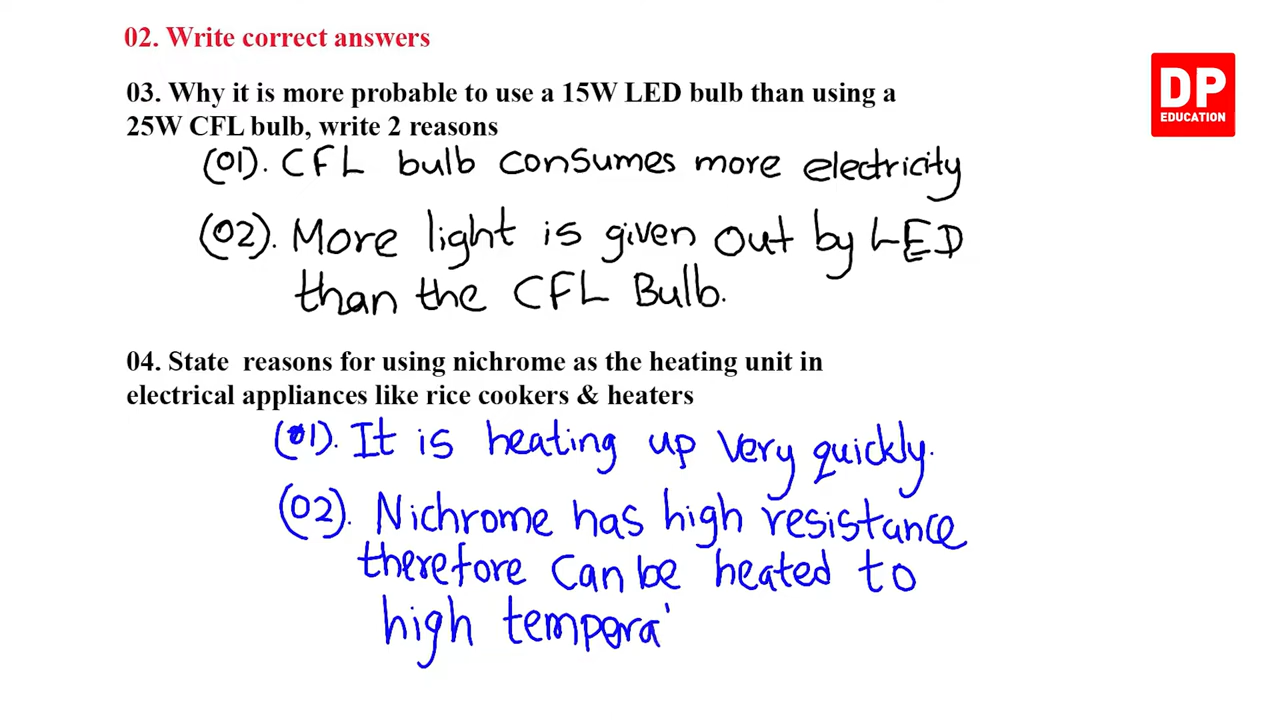 02. Write correct answers
03. Why it is more probable to use a 15W LED bulb than using a
25W CFL bulb, write 2 reasons
DP
EDUCATION
(01). CFL bulb consumes more electricity
(02). More light is given out by LED
than the CFL Bulb.
04. State reasons for using nichrome as the heating unit in
electrical appliances like rice cookers & heaters
(01). It is heating up very quickly.
(02). Nichrome has high resistance
therefore can be heated to
high tempera